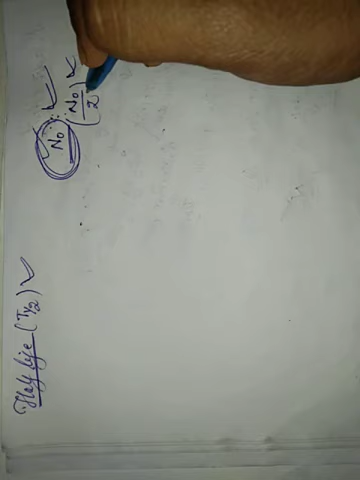 Half life (T1/2) ✓
N₀ : ✓
(N₀/2) ✓